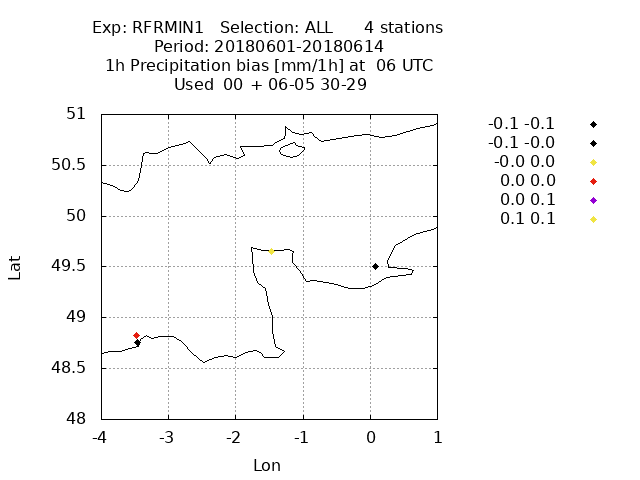 Exp: RFRMIN1   Selection: ALL      4 stations
Period: 20180601-20180614
1h Precipitation bias [mm/1h] at  06 UTC
Used  00 + 06-05 30-29
-0.1 -0.1
-0.1 -0.0
-0.0 0.0
0.0 0.0
0.0 0.1
0.1 0.1
51
50.5
50
49.5
49
48.5
48
Lat
-4 -3 -2 -1 0 1
Lon